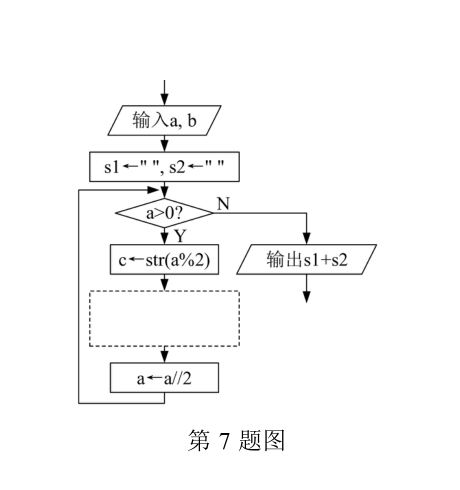 输入a, b
s1←" ", s2←" "
a>0?
N
Y
c←str(a%2)
输出s1+s2
a←a//2
第 7 题图